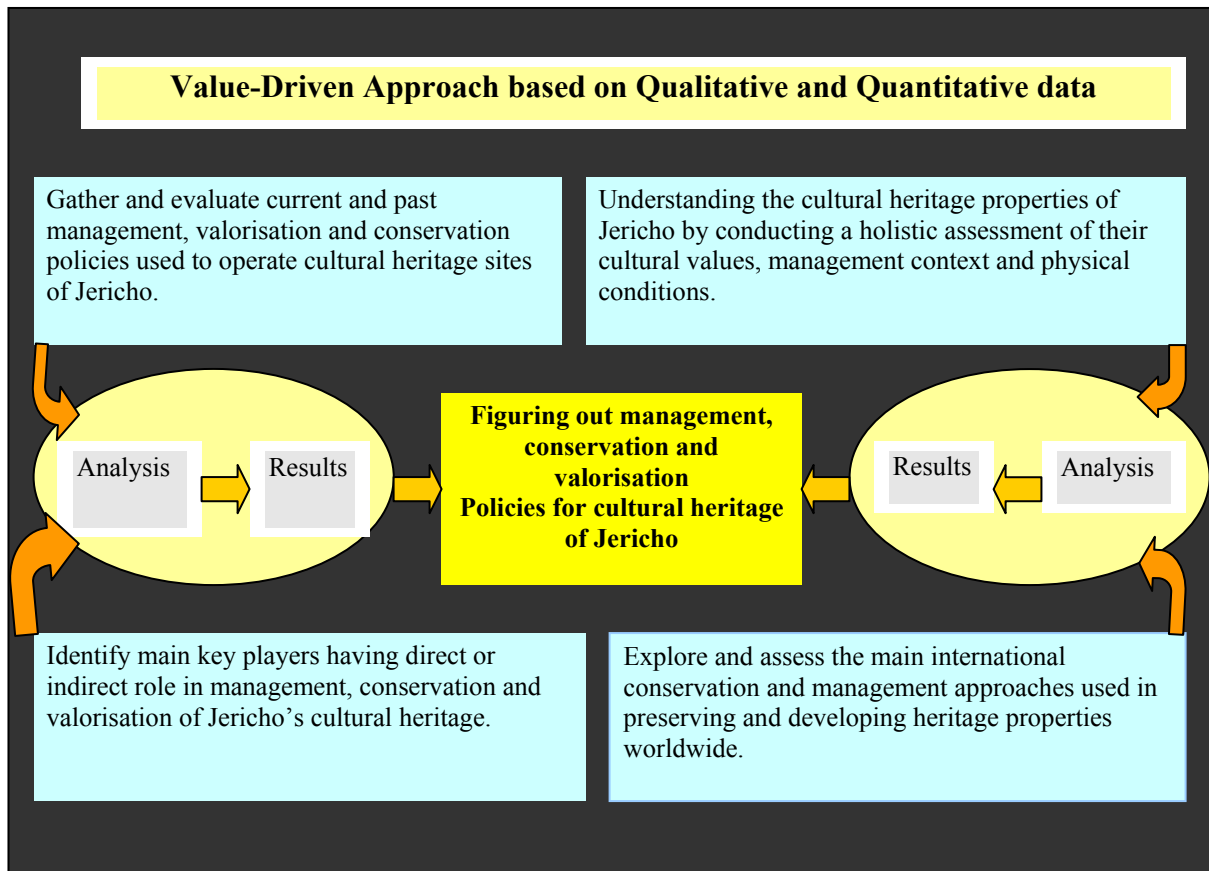 Value-Driven Approach based on Qualitative and Quantitative data
Gather and evaluate current and past
management, valorisation and conservation
policies used to operate cultural heritage sites
of Jericho.
Understanding the cultural heritage properties of
Jericho by conducting a holistic assessment of their
cultural values, management context and physical
conditions.
Analysis
Results
Figuring out management,
conservation and
valorisation
Policies for cultural heritage
of Jericho
Results
Analysis
Identify main key players having direct or
indirect role in management, conservation and
valorisation of Jericho’s cultural heritage.
Explore and assess the main international
conservation and management approaches used in
preserving and developing heritage properties
worldwide.